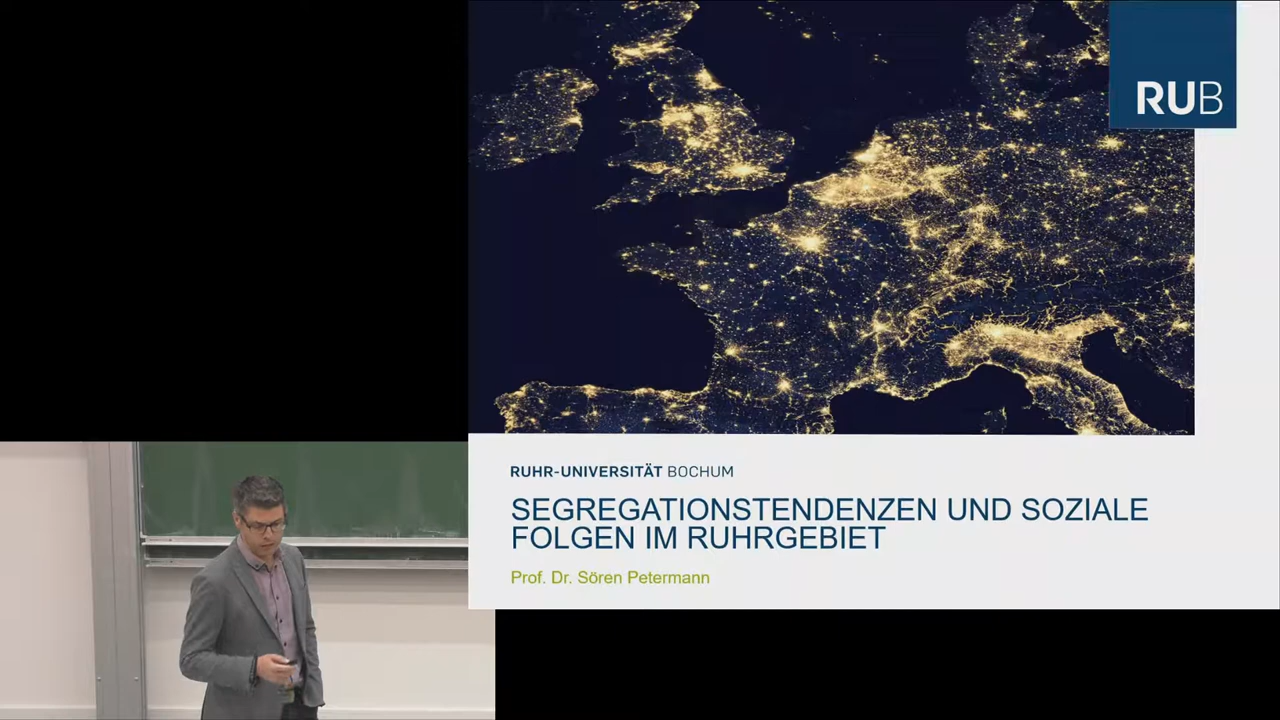 RUB
RUHR-UNIVERSITÄT BOCHUM
SEGREGATIONSTENDENZEN UND SOZIALE
FOLGEN IM RUHRGEBIET
Prof. Dr. Sören Petermann